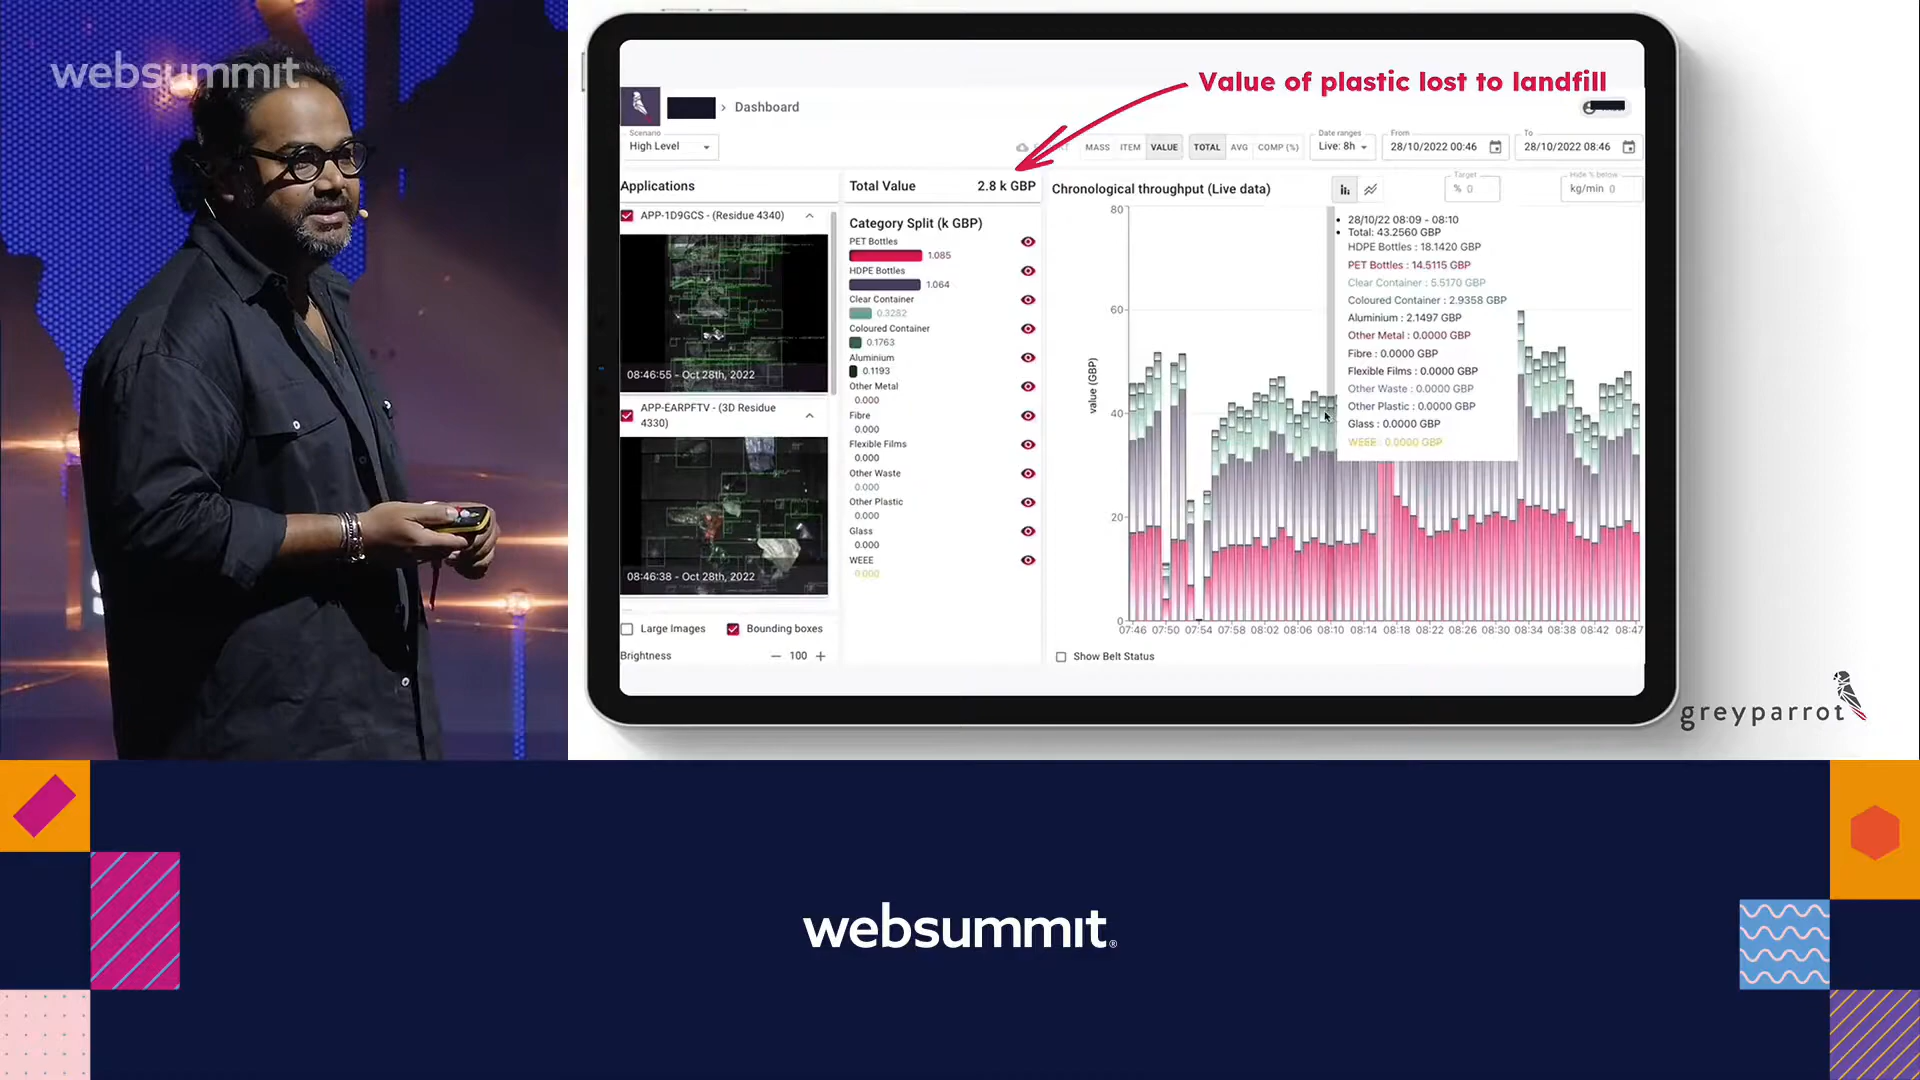 websummit
Value of plastic lost to landfill
Dashboard
Scenario
High Level
MASS ITEM VALUE
TOTAL AVG COMP (%)
Date ranges
Live: 8h
From
28/10/2022 00:46
To
28/10/2022 08:46
Applications
APP-1D9GCS - (Residue 4340)
08:46:55 - Oct 28th, 2022
APP-EARPFTV - (3D Residue
4330)
08:46:38 - Oct 28th, 2022
Large Images
Bounding boxes
Brightness
100
Total Value 2.8 k GBP
Category Split (k GBP)
PET Bottles
1.085
HDPE Bottles
1.064
Clear Container
0.3282
Coloured Container
0.1763
Aluminium
0.1193
Other Metal
0.000
Fibre
0.000
Flexible Films
0.000
Other Waste
0.000
Other Plastic
0.000
Glass
0.000
WEEE
0.000
Chronological throughput (Live data)
Target
% 0
Hide % below
kg/min 0
80
60
40
20
0
value (GBP)
28/10/22 08:09 - 08:10
Total: 43.2560 GBP
HDPE Bottles : 18.1420 GBP
PET Bottles : 14.5115 GBP
Clear Container : 5.5170 GBP
Coloured Container : 2.9358 GBP
Aluminium : 2.1497 GBP
Other Metal : 0.0000 GBP
Fibre : 0.0000 GBP
Flexible Films : 0.0000 GBP
Other Waste : 0.0000 GBP
Other Plastic : 0.0000 GBP
Glass : 0.0000 GBP
WEEE : 0.0000 GBP
07:46 07:50 07:54 07:58 08:02 08:06 08:10 08:14 08:18 08:22 08:26 08:30 08:34 08:38 08:42 08:47
Show Belt Status
greyparrot
websummit®